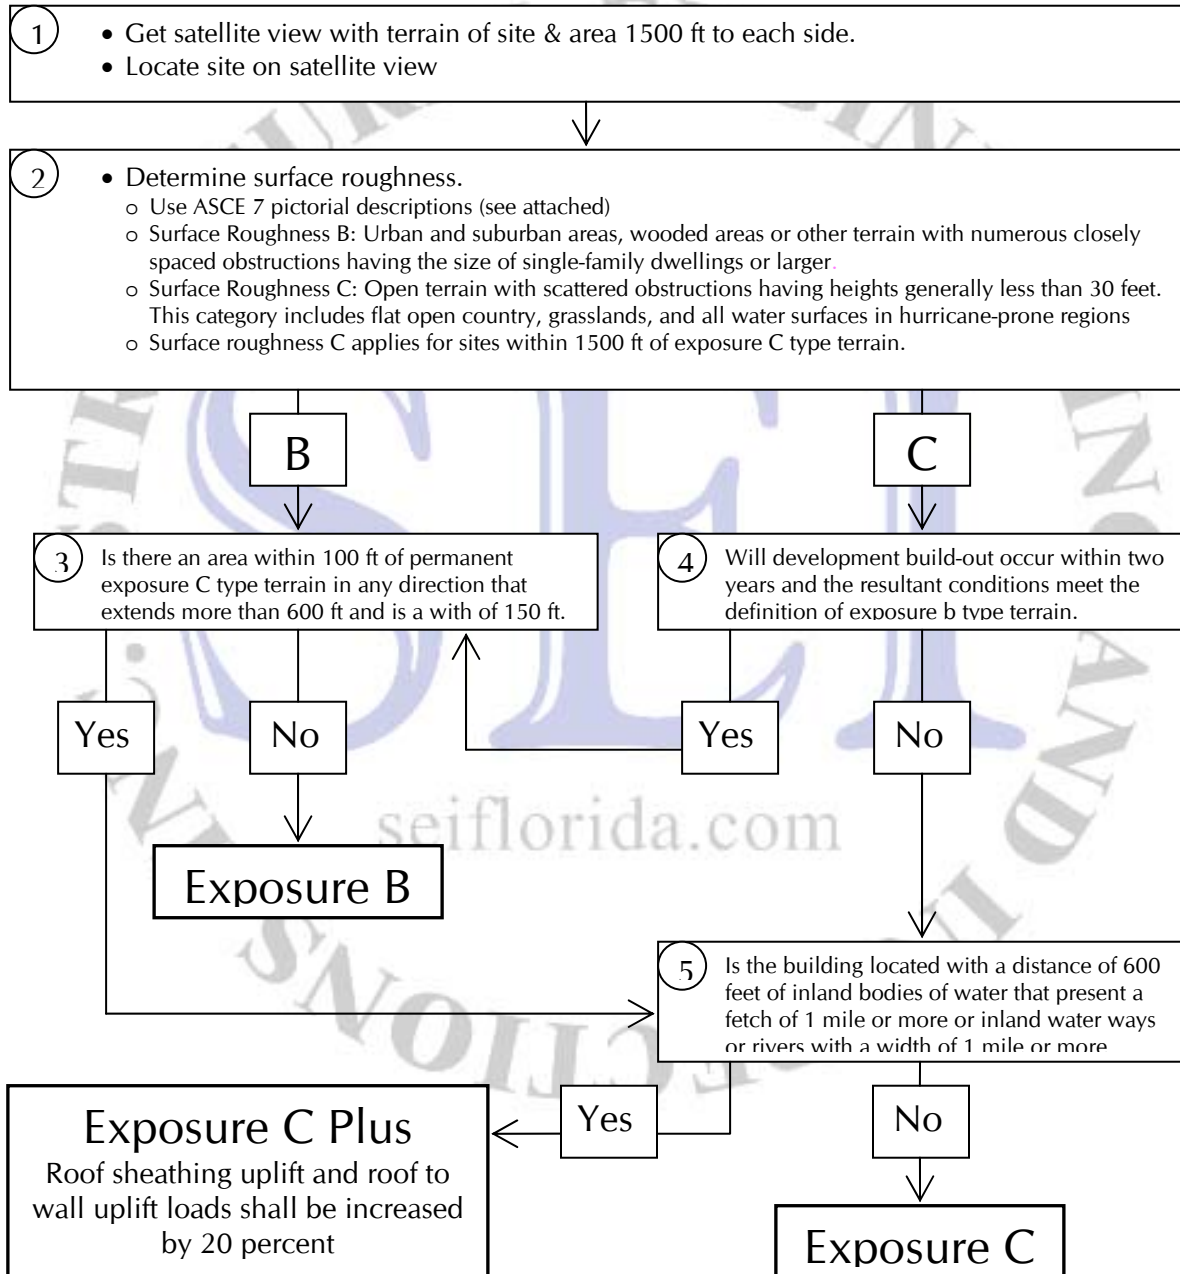 1
• Get satellite view with terrain of site & area 1500 ft to each side.
• Locate site on satellite view
2
• Determine surface roughness.
o Use ASCE 7 pictorial descriptions (see attached)
o Surface Roughness B: Urban and suburban areas, wooded areas or other terrain with numerous closely
spaced obstructions having the size of single-family dwellings or larger.
o Surface Roughness C: Open terrain with scattered obstructions having heights generally less than 30 feet.
This category includes flat open country, grasslands, and all water surfaces in hurricane-prone regions
o Surface roughness C applies for sites within 1500 ft of exposure C type terrain.
B
C
3
Is there an area within 100 ft of permanent
exposure C type terrain in any direction that
extends more than 600 ft and is a with of 150 ft.
4
Will development build-out occur within two
years and the resultant conditions meet the
definition of exposure b type terrain.
Yes
No
Yes
No
SEI
seiflorida.com
Exposure B
5
Is the building located with a distance of 600
feet of inland bodies of water that present a
fetch of 1 mile or more or inland water ways
or rivers with a width of 1 mile or more
Yes
No
Exposure C Plus
Roof sheathing uplift and roof to
wall uplift loads shall be increased
by 20 percent
Exposure C